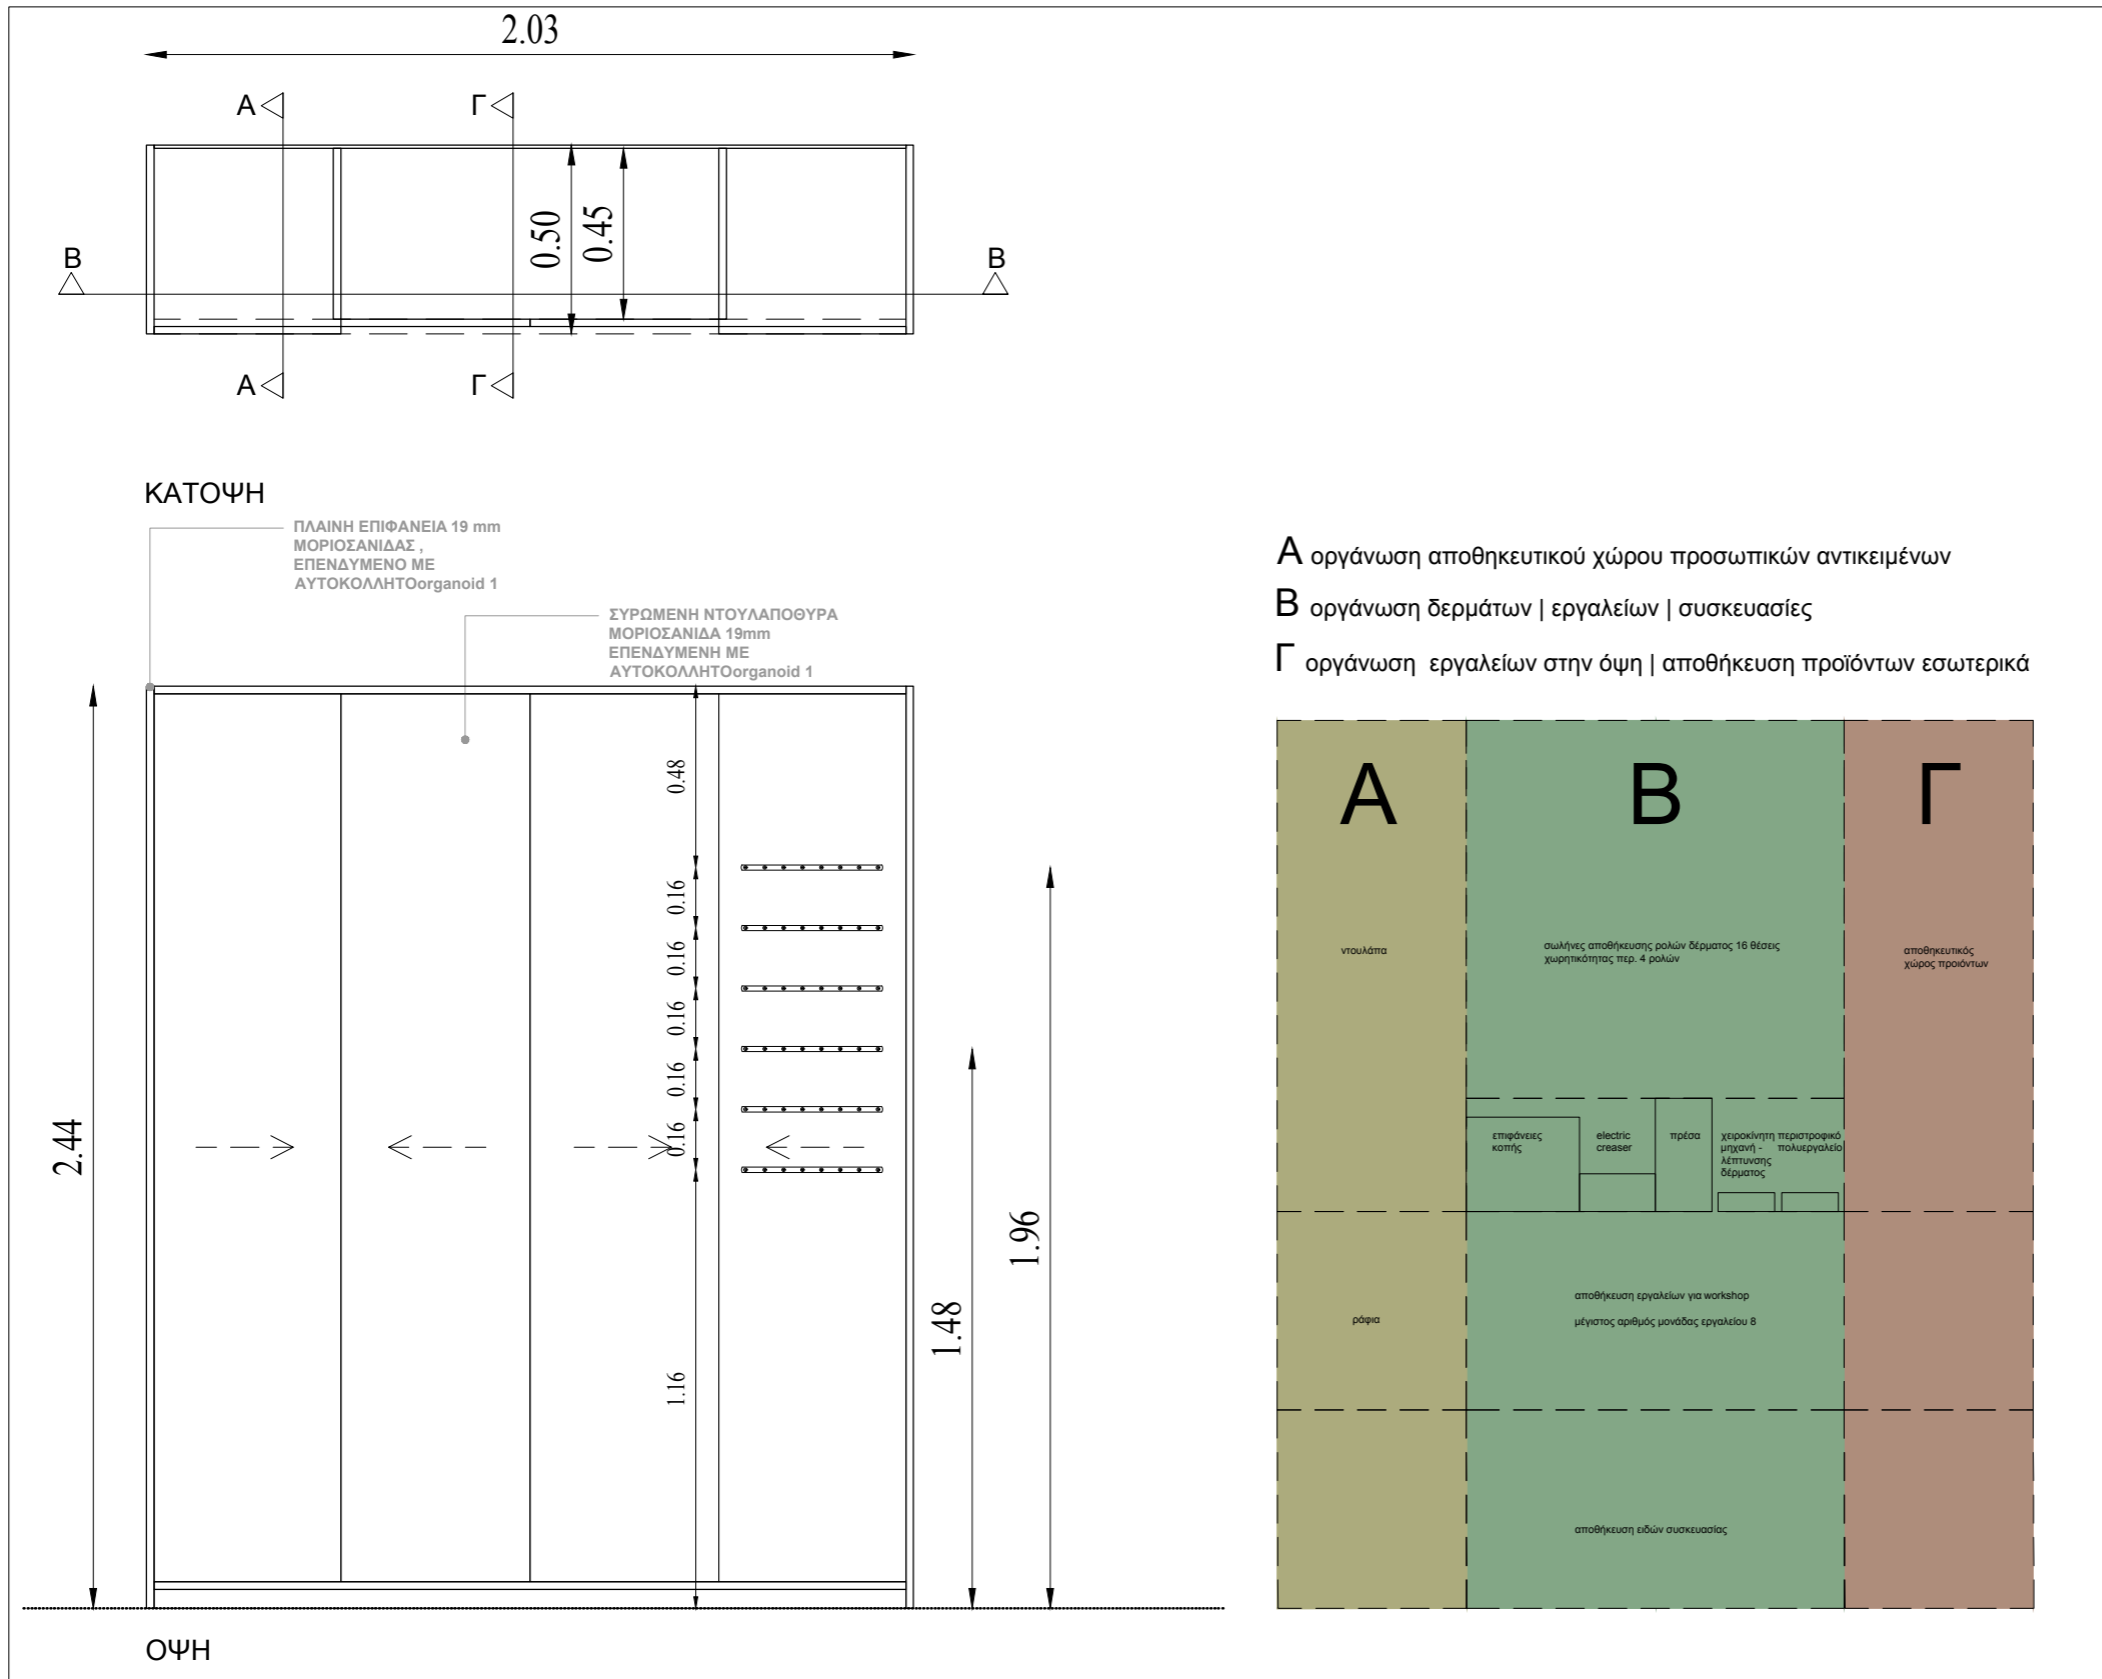 2.03
Α
Γ
0.50
0.45
Β
Β
Α
Γ
ΚΑΤΟΨΗ
ΠΛΑΙΝΗ ΕΠΙΦΑΝΕΙΑ 19 mm
ΜΟΡΙΟΣΑΝΙΔΑΣ ,
ΕΠΕΝΔΥΜΕΝΟ ΜΕ
ΑΥΤΟΚΟΛΛΗΤΟorganoid 1
ΣΥΡΩΜΕΝΗ ΝΤΟΥΛΑΠΟΘΥΡΑ
ΜΟΡΙΟΣΑΝΙΔΑ 19mm
ΕΠΕΝΔΥΜΕΝΗ ΜΕ
ΑΥΤΟΚΟΛΛΗΤΟorganoid 1
2.44
0.48
0.16
0.16
0.16
0.16
0.16
1.16
1.48
1.96
ΟΨΗ
Α οργάνωση αποθηκευτικού χώρου προσωπικών αντικειμένων
Β οργάνωση δερμάτων | εργαλείων | συσκευασίες
Γ οργάνωση εργαλείων στην όψη | αποθήκευση προϊόντων εσωτερικά
Α
Β
Γ
ντουλάπα
σωλήνες αποθήκευσης ρολών δέρματος 16 θέσεις
χωρητικότητας περ. 4 ρολών
αποθηκευτικός
χώρος προιόντων
επιφάνειες
κοπής
electric
creaser
πρέσα
χειροκίνητη
μηχανή -
λέπτυνσης
δέρματος
περιστροφικό
πολυεργαλείο
ράφια
αποθήκευση εργαλείων για workshop
μέγιστος αριθμός μονάδας εργαλείου 8
αποθήκευση ειδών συσκευασίας